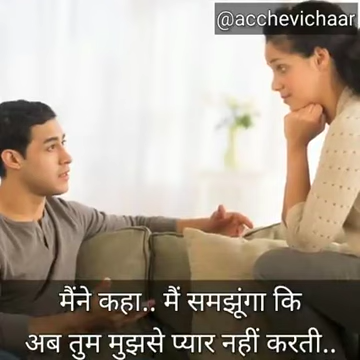 @acchevichaar
मैंने कहा.. मैं समझूंगा कि
अब तुम मुझसे प्यार नहीं करती..